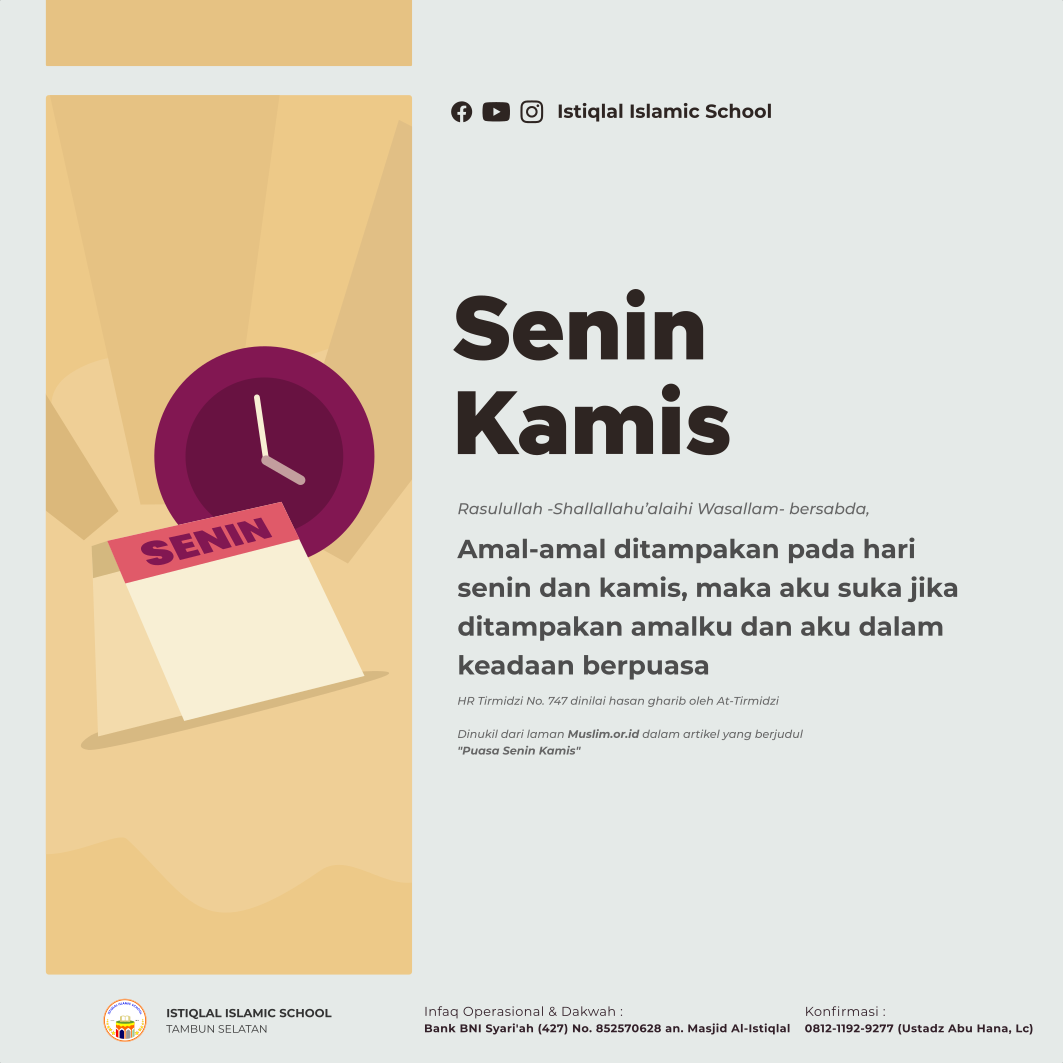 Istiqlal Islamic School
Senin
Kamis
Rasulullah -Shallallahu’alaihi Wasallam- bersabda,
Amal-amal ditampakan pada hari
senin dan kamis, maka aku suka jika
ditampakan amalku dan aku dalam
keadaan berpuasa
HR Tirmidzi No. 747 dinilai hasan gharib oleh At-Tirmidzi
Dinukil dari laman Muslim.or.id dalam artikel yang berjudul
"Puasa Senin Kamis"
SENIN
ISTIQLAL ISLAMIC SCHOOL
TAMBUN SELATAN
Infaq Operasional & Dakwah :
Bank BNI Syari'ah (427) No. 852570628 an. Masjid Al-Istiqlal
Konfirmasi :
0812-1192-9277 (Ustadz Abu Hana, Lc)